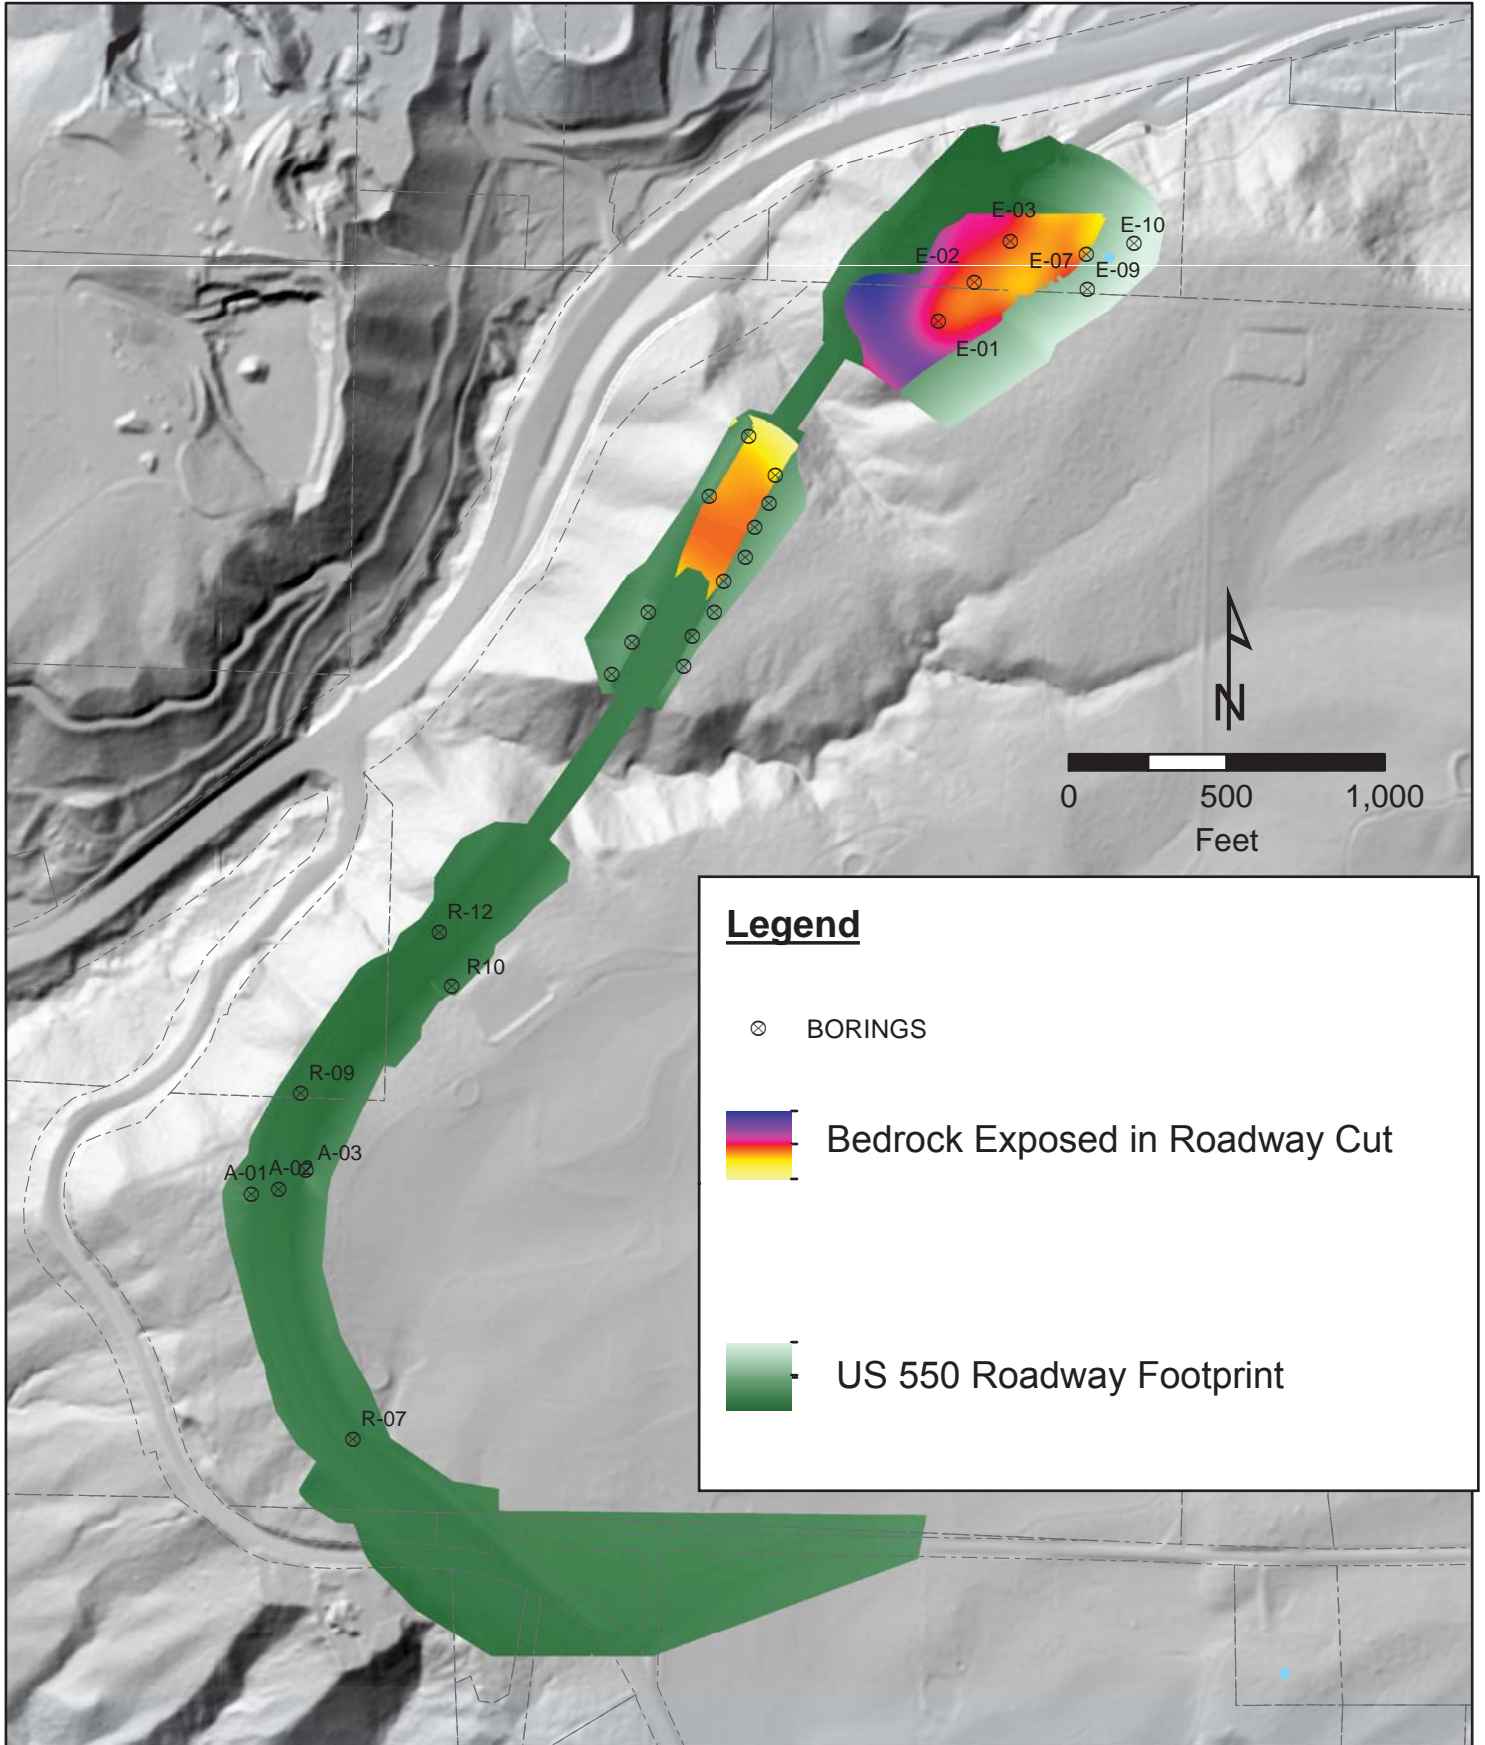 E-03
E-10
E-02
E-07
E-09
E-01
N
0 500 1,000
Feet
R-12
R10
R-09
A-03
A-01
A-02
R-07
Legend
BORINGS
Bedrock Exposed in Roadway Cut
US 550 Roadway Footprint